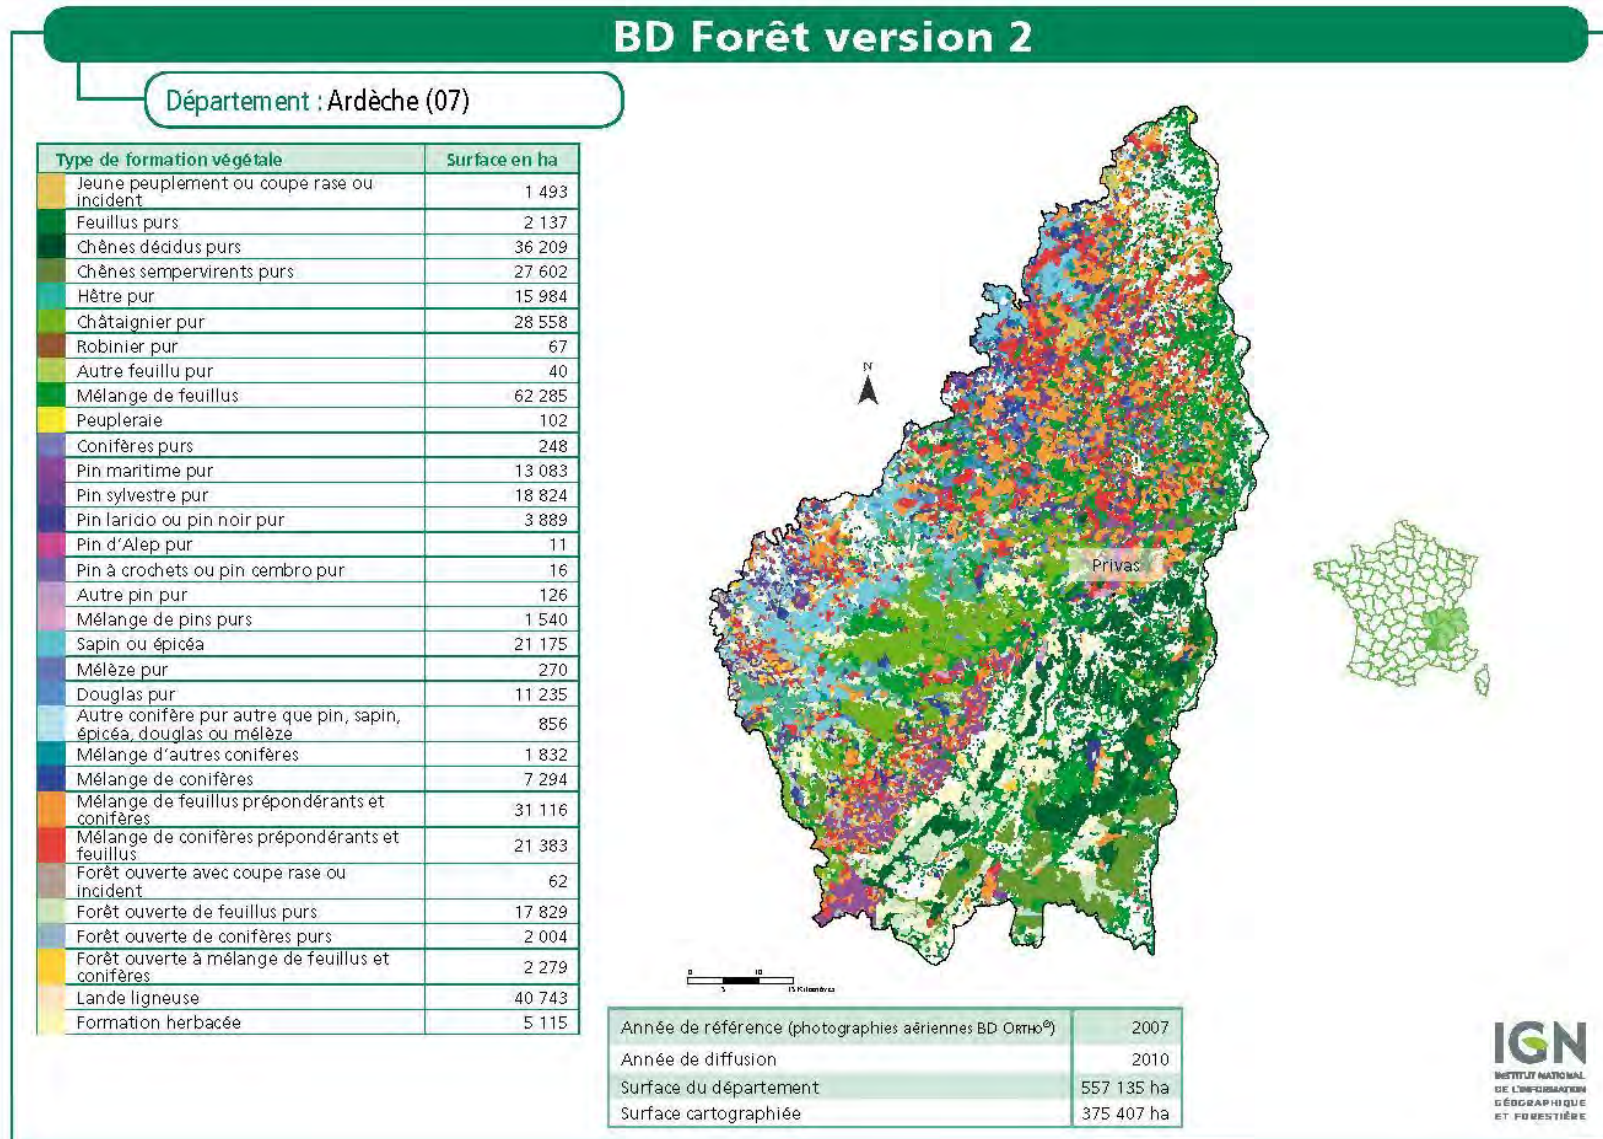 BD Forêt version 2
Département : Ardèche (07)
Type de formation végétale Surface en ha
Jeune peuplement ou coupe rase ou
incident 1 493
Feuillus purs 2 137
Chênes décidus purs 36 209
Chênes sempervirents purs 27 602
Hêtre pur 15 984
Châtaignier pur 28 558
Robinier pur 67
Autre feuillu pur 40
Mélange de feuillus 62 285
Peupleraie 102
Conifères purs 248
Pin maritime pur 13 083
Pin sylvestre pur 18 824
Pin laricio ou pin noir pur 3 889
Pin d'Alep pur 11
Pin à crochets ou pin cembro pur 16
Autre pin pur 126
Mélange de pins purs 1 540
Sapin ou épicéa 21 175
Mélèze pur 270
Douglas pur 11 235
Autre conifère pur autre que pin, sapin,
épicéa, douglas ou mélèze 856
Mélange d'autres conifères 1 832
Mélange de conifères 7 294
Mélange de feuillus prépondérants et
conifères 31 116
Mélange de conifères prépondérants et
feuillus 21 383
Forêt ouverte avec coupe rase ou
incident 62
Forêt ouverte de feuillus purs 17 829
Forêt ouverte de conifères purs 2 004
Forêt ouverte à mélange de feuillus et
conifères 2 279
Lande ligneuse 40 743
Formation herbacée 5 115
N
Privas
0 10
5 15 Kilomètres
Année de référence (photographies aériennes BD ORTHO®) 2007
Année de diffusion 2010
Surface du département 557 135 ha
Surface cartographiée 375 407 ha
IGN
INSTITUT NATIONAL
DE L'INFORMATION
GÉOGRAPHIQUE
ET FORESTIÈRE